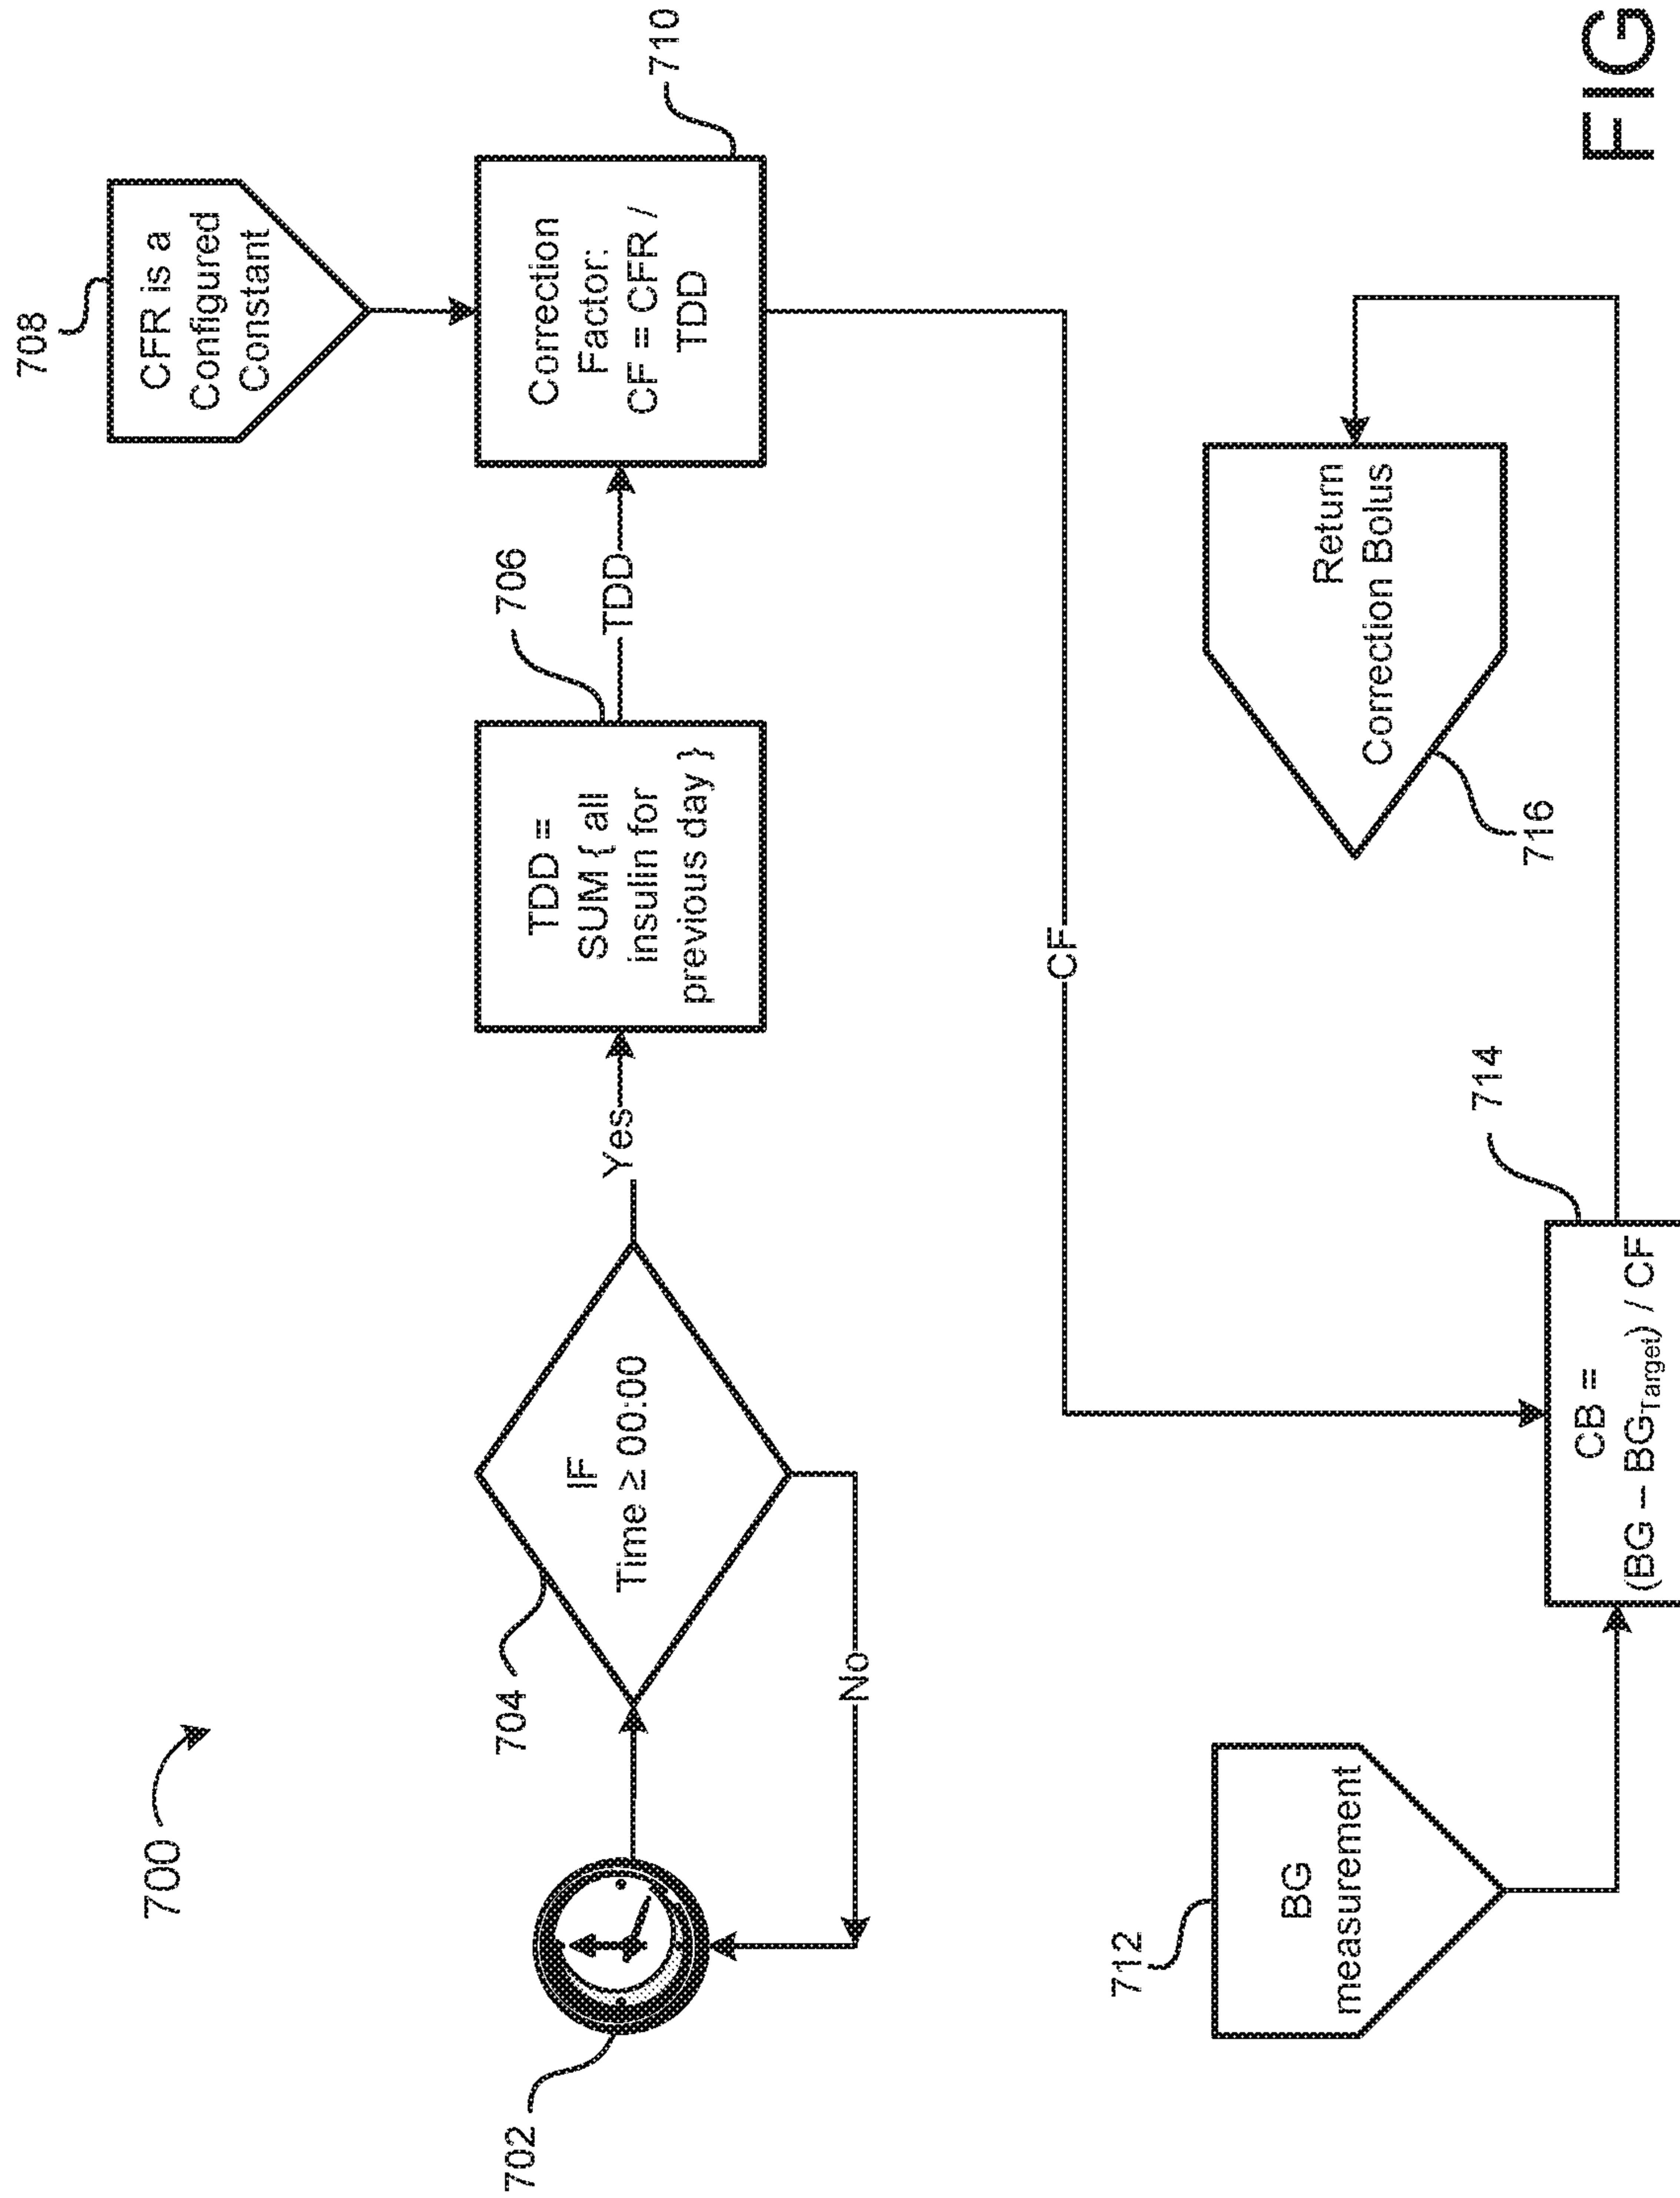 700
702
704
IF
Time ≥ 00:00
Yes
No
706
TDD =
SUM { all
insulin for
previous day }
TDD
708
CFR is a
Configured
Constant
710
Correction
Factor:
CF = CFR /
TDD
CF
712
BG
measurement
714
CB =
(BG – BGTarget) / CF
716
Return
Correction Bolus
FIG